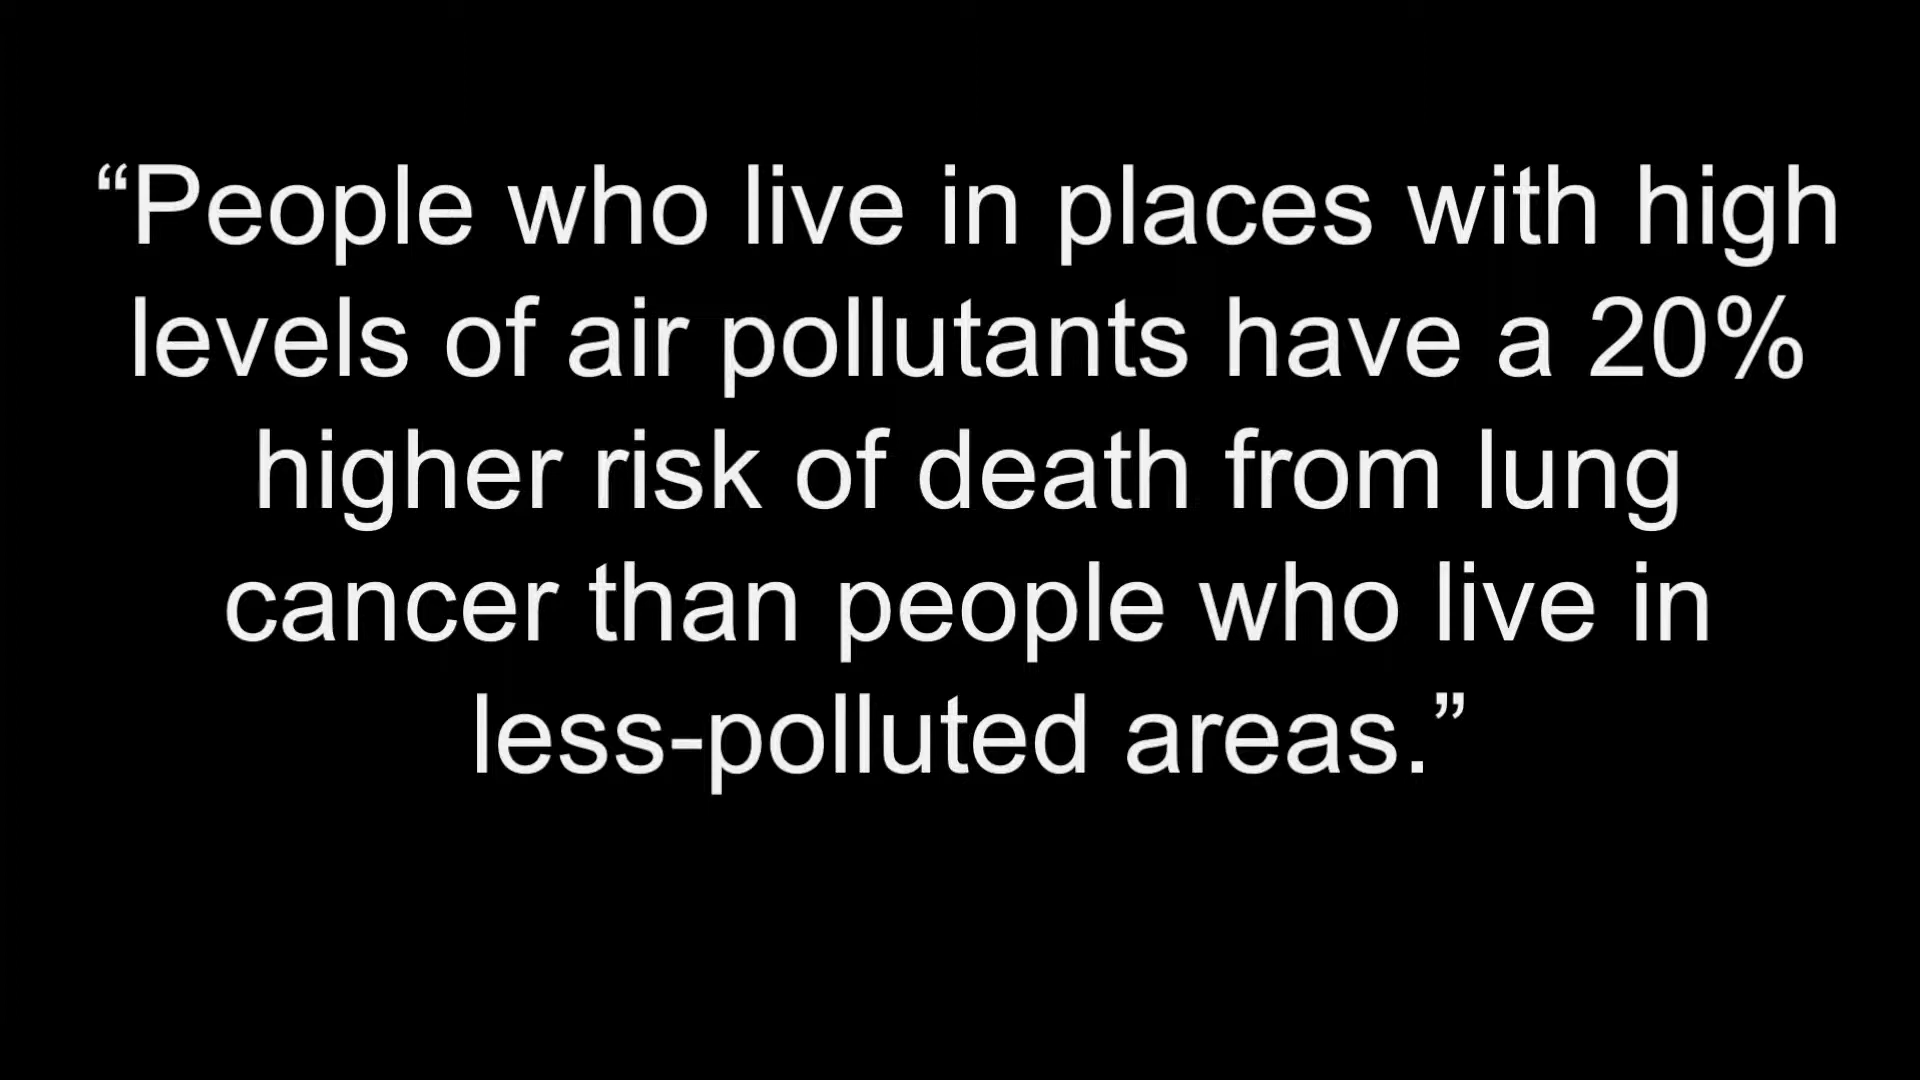 “People who live in places with high
levels of air pollutants have a 20%
higher risk of death from lung
cancer than people who live in
less-polluted areas.”